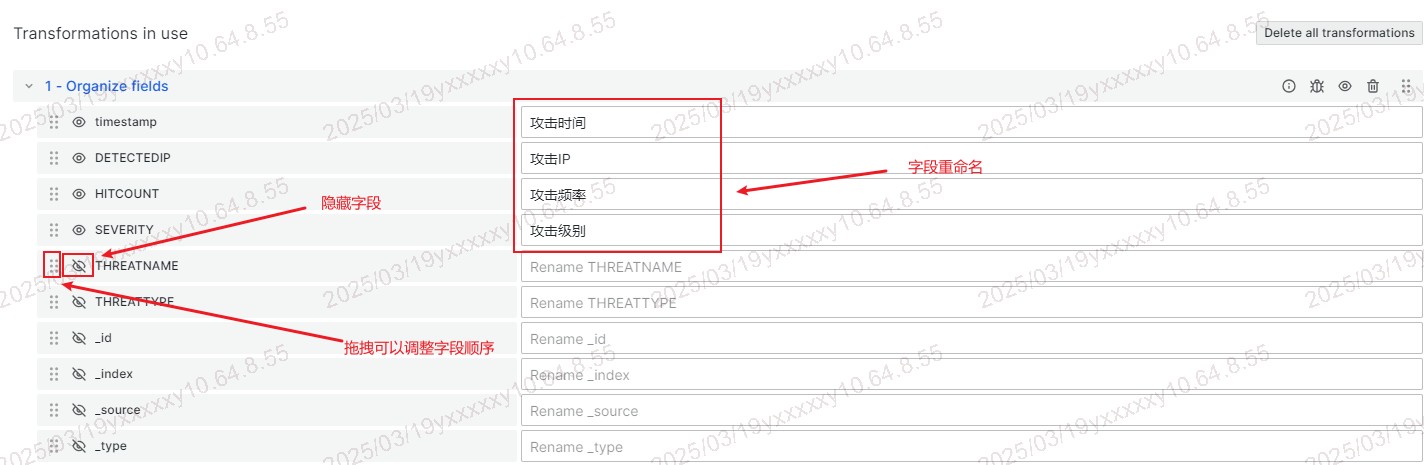 Transformations in use
Delete all transformations
1 - Organize fields
timestamp
攻击时间
DETECTEDIP
攻击IP
字段重命名
HITCOUNT
攻击频率
隐藏字段
SEVERITY
攻击级别
THREATNAME
Rename THREATNAME
THREATTYPE
Rename THREATTYPE
_id
Rename _id
拖拽可以调整字段顺序
_index
Rename _index
_source
Rename _source
_type
Rename _type
2025/03/19yxxxxxy10.64.8.55